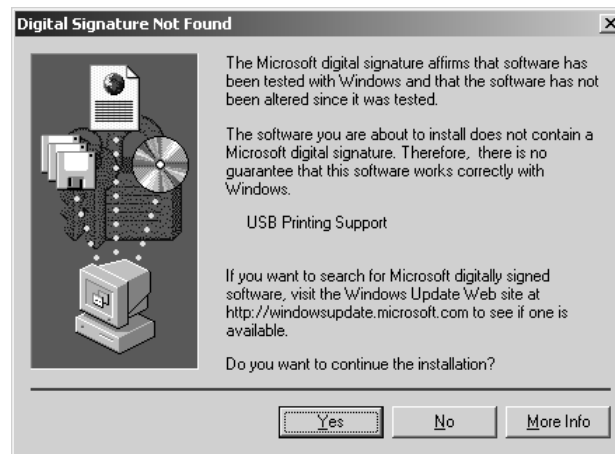 Digital Signature Not Found
The Microsoft digital signature affirms that software has
been tested with Windows and that the software has not
been altered since it was tested.
The software you are about to install does not contain a
Microsoft digital signature. Therefore, there is no
guarantee that this software works correctly with
Windows.
USB Printing Support
If you want to search for Microsoft digitally signed
software, visit the Windows Update Web site at
http://windowsupdate.microsoft.com to see if one is
available.
Do you want to continue the installation?
Yes No More Info